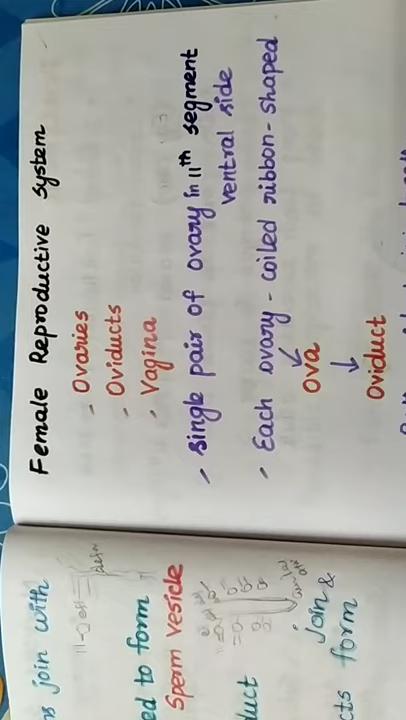 Female Reproductive System
- Ovaries
- Oviducts
- Vagina
- Single pair of ovary in 11th segment
ventral side
- Each ovary - coiled ribbon-shaped
↙
Ova
↓
Oviduct
join with
ed to form
Sperm vesicle
duct
join &
cts form